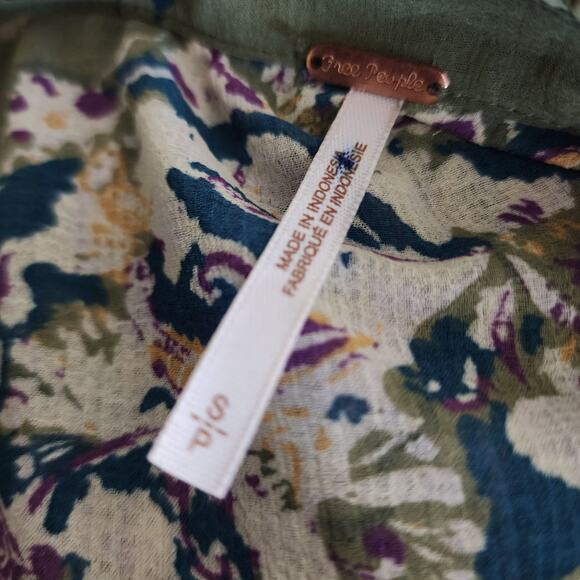 Free People
MADE IN INDONESIA
FABRIQUÉ EN INDONÉSIE
S/P